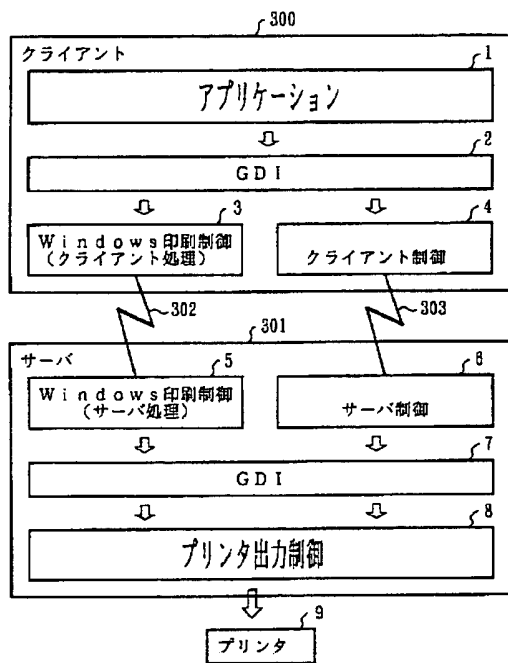 300
クライアント
1
アプリケーション
2
GDI
3
4
Windows印刷制御
(クライアント処理)
クライアント制御
302
303
301
サーバ
5
6
Windows印刷制御
(サーバ処理)
サーバ制御
7
GDI
8
プリンタ出力制御
9
プリンタ